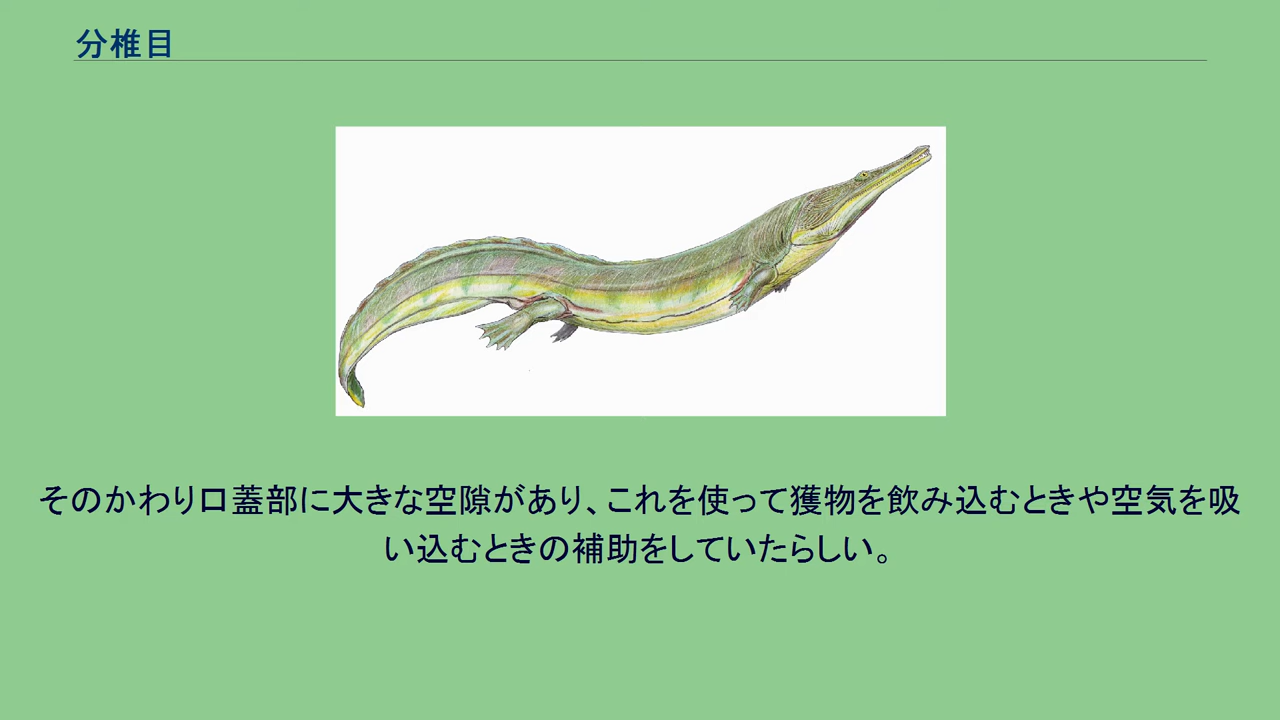 分椎目
そのかわり口蓋部に大きな空隙があり、これを使って獲物を飲み込むときや空気を吸
い込むときの補助をしていたらしい。